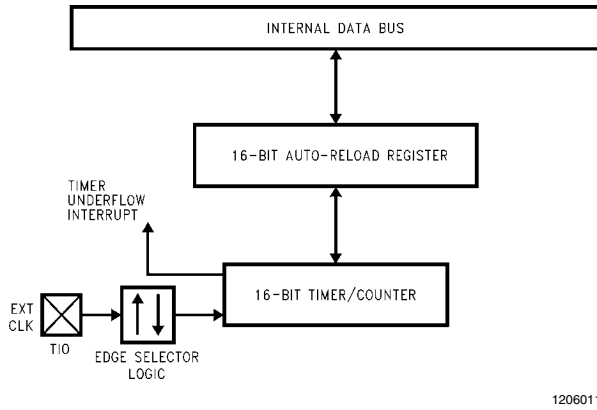 INTERNAL DATA BUS
16-BIT AUTO-RELOAD REGISTER
TIMER
UNDERFLOW
INTERRUPT
16-BIT TIMER/COUNTER
EXT
CLK
TIO
EDGE SELECTOR
LOGIC
1206011